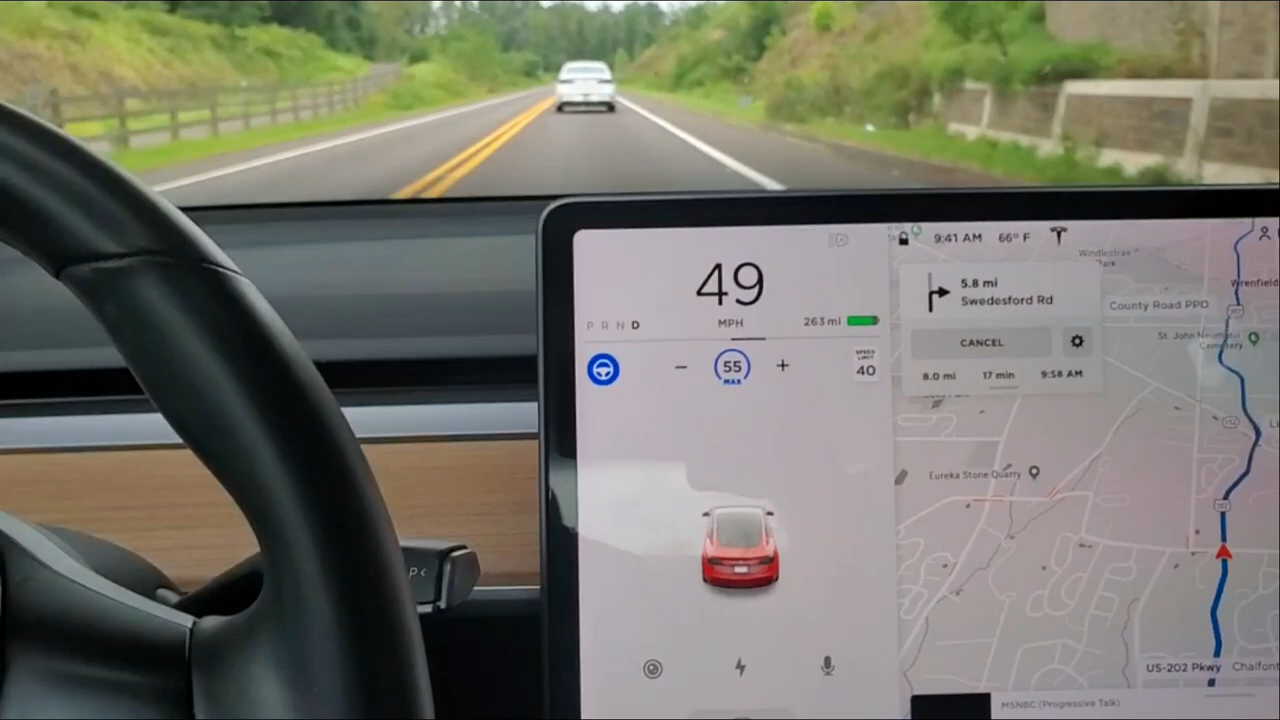 49
P R N D
MPH
263 mi
−
55
MAX
+
SPEED
LIMIT
40
P <
9:41 AM
66° F
5.8 mi
Swedesford Rd
CANCEL
8.0 mi
17 min
9:58 AM
Park
Wrenfield
County Road PPO
St. John Neumann
Cemetery
Eureka Stone Quarry
202
US-202 Pkwy
Chalfont
MSNBC (Progressive Talk)